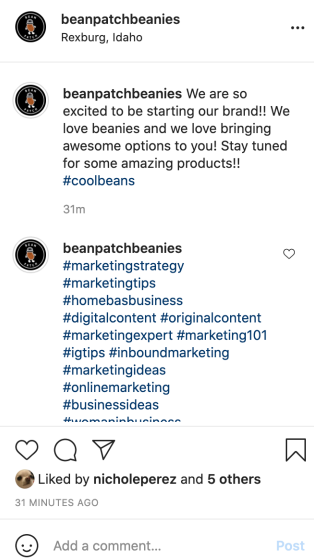 beanpatchbeanies
Rexburg, Idaho
beanpatchbeanies We are so
excited to be starting our brand!! We
love beanies and we love bringing
awesome options to you! Stay tuned
for some amazing products!!
#coolbeans
31m
beanpatchbeanies
#marketingstrategy
#marketingtips
#homebasbusiness
#digitalcontent #originalcontent
#marketingexpert #marketing101
#igtips #inboundmarketing
#marketingideas
#onlinemarketing
#businessideas
#womaninbusiness
Liked by nicholeperez and 5 others
31 MINUTES AGO
Add a comment... Post